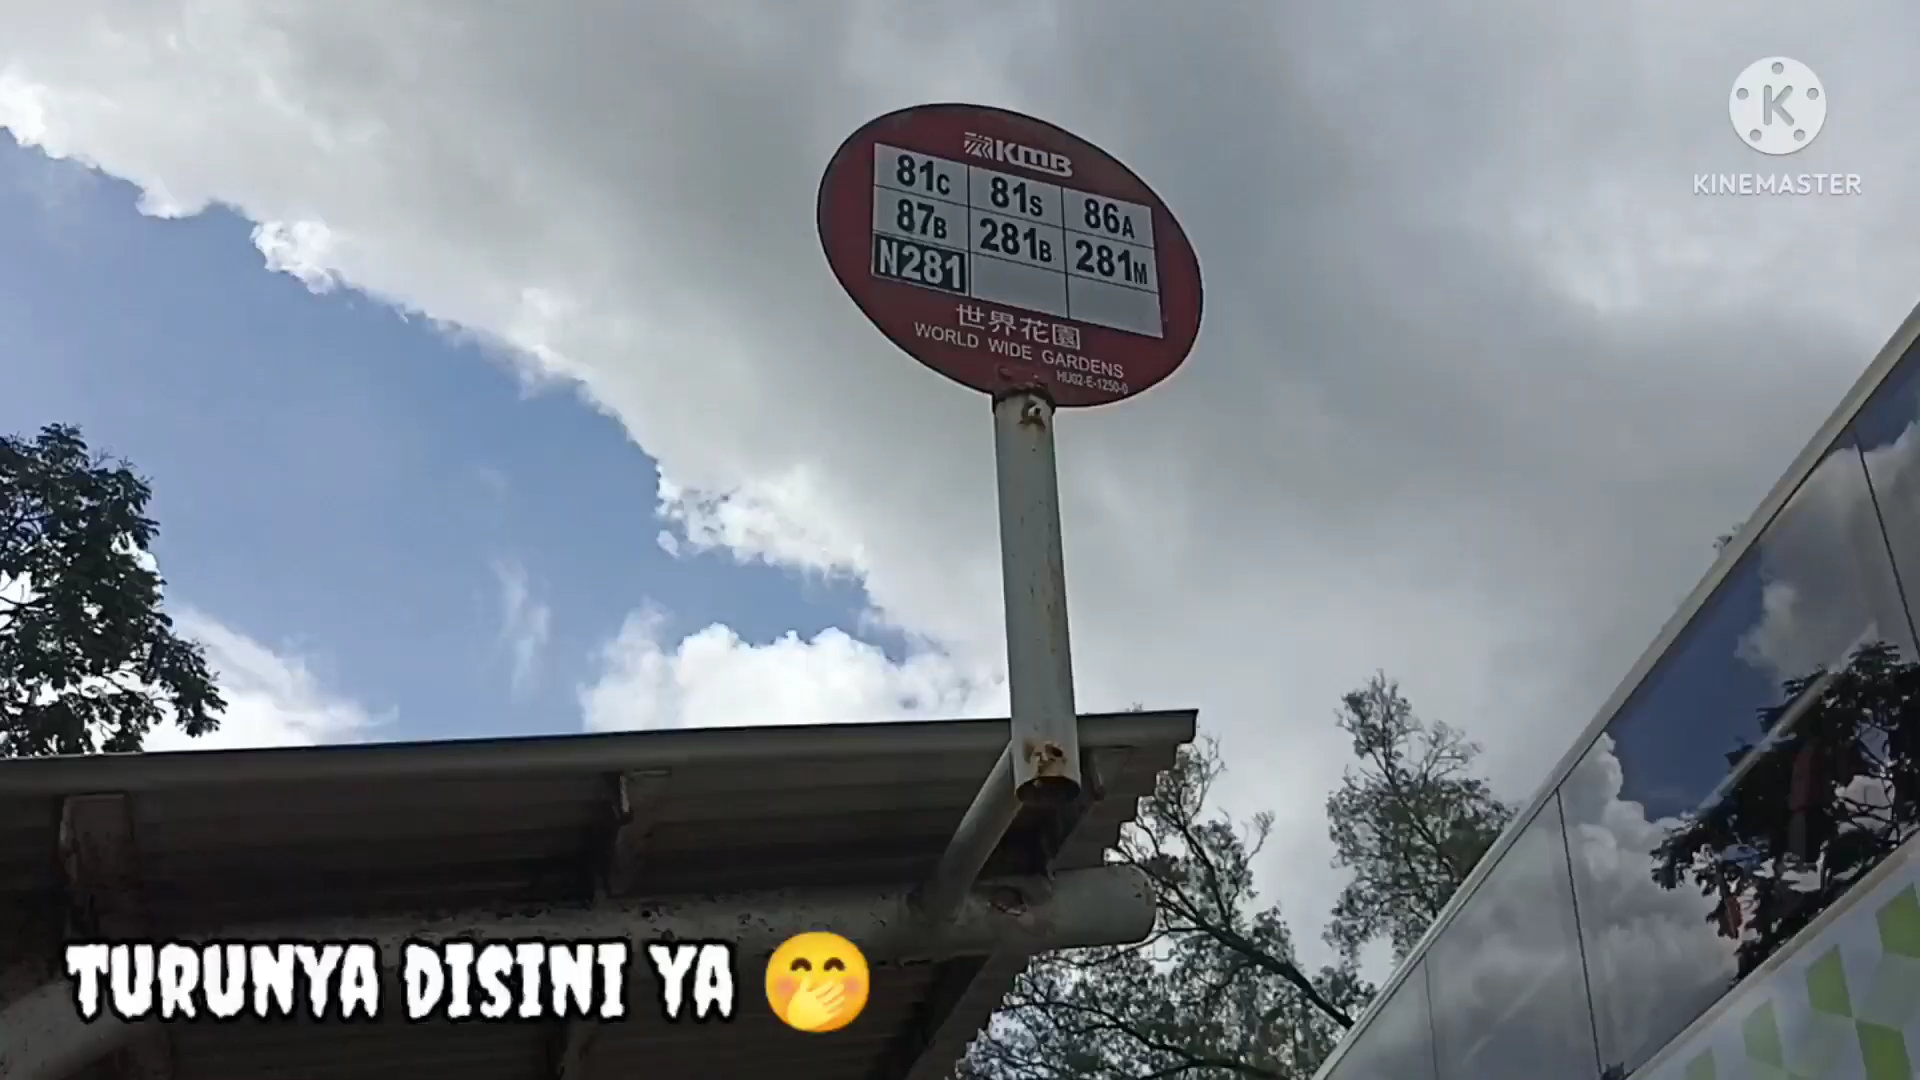 KMB
81C 81S 86A
87B 281B 281M
N281
世界花園
WORLD WIDE GARDENS
HU02-E-1250-0
K
KINEMASTER
TURUNYA DISINI YA 🤭